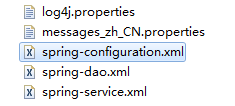 log4j.properties
messages_zh_CN.properties
spring-configuration.xml
spring-dao.xml
spring-service.xml